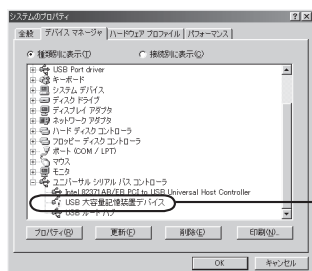 システムのプロパティ
全般 デバイス マネージャ ハードウェア プロファイル パフォーマンス
種類別に表示(T) 接続別に表示(C)
USB Port driver
キーボード
システム デバイス
ディスク ドライブ
ディスプレイ アダプタ
ネットワーク アダプタ
ハード ディスク コントローラ
フロッピー ディスク コントローラ
ポート (COM / LPT)
マウス
モニタ
ユニバーサル シリアル バス コントローラ
Intel 82371AB/EB PCI to USB Universal Host Controller
USB 大容量記憶装置デバイス
USB ルート ハブ
プロパティ(R) 更新(F) 削除(E) 印刷(N)...
OK キャンセル